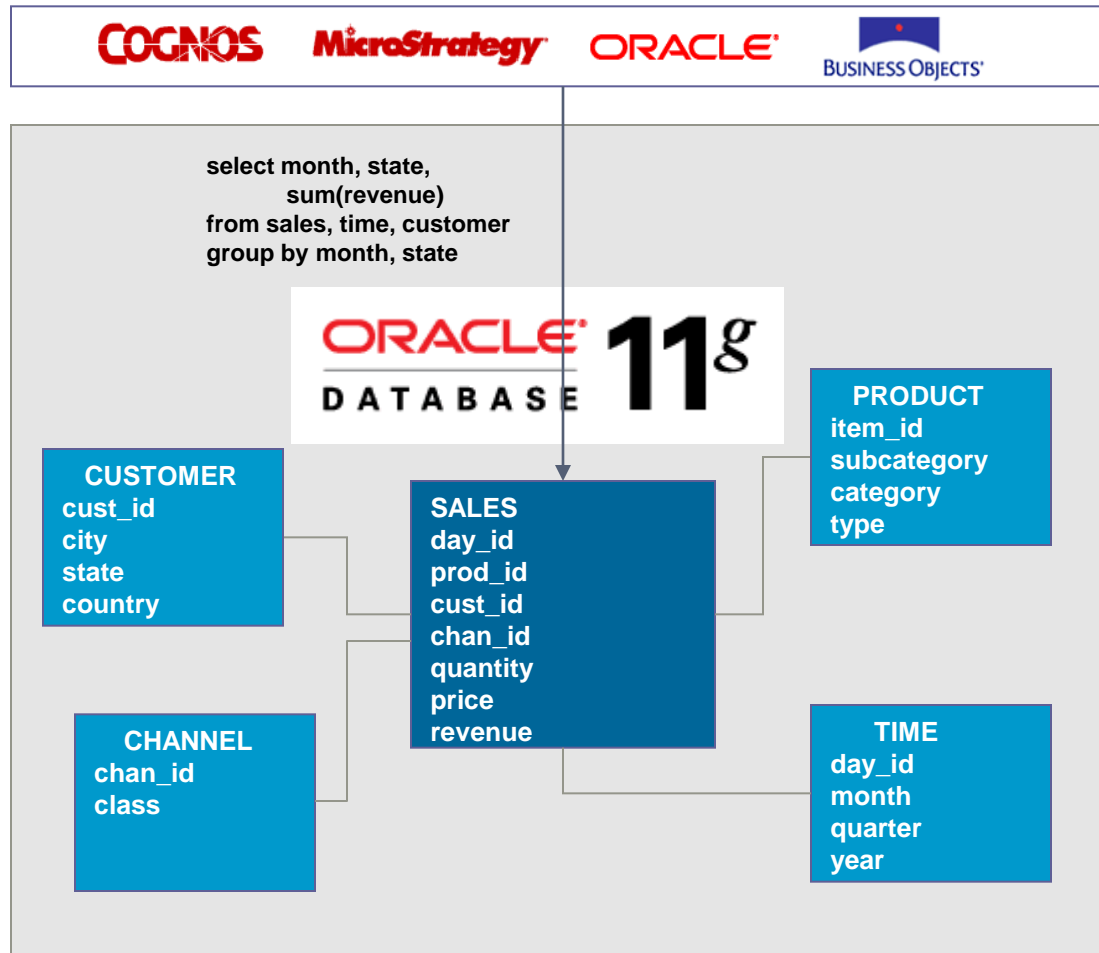 COGNOS
MicroStrategy
ORACLE
BUSINESS OBJECTS
select month, state,
sum(revenue)
from sales, time, customer
group by month, state
ORACLE
DATABASE
11g
CUSTOMER
cust_id
city
state
country
CHANNEL
chan_id
class
SALES
day_id
prod_id
cust_id
chan_id
quantity
price
revenue
PRODUCT
item_id
subcategory
category
type
TIME
day_id
month
quarter
year